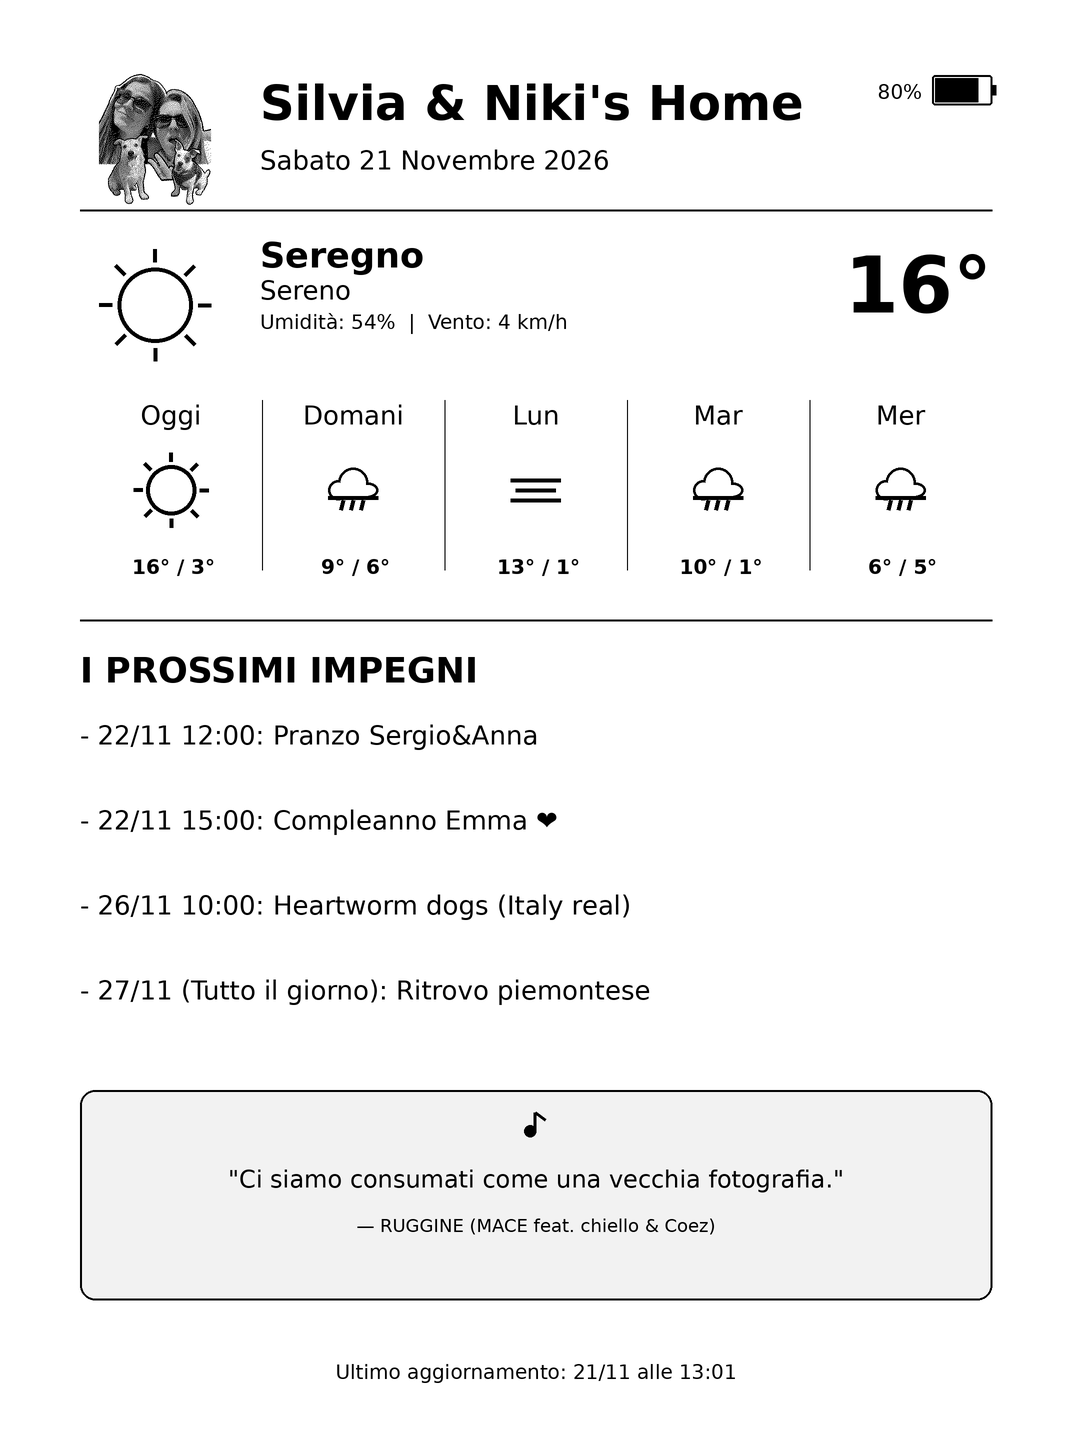 Silvia & Niki's Home
80%
Sabato 21 Novembre 2026
Seregno
Sereno
Umidità: 54% | Vento: 4 km/h
16°
Oggi
Domani
Lun
Mar
Mer
16° / 3°
9° / 6°
13° / 1°
10° / 1°
6° / 5°
I PROSSIMI IMPEGNI
- 22/11 12:00: Pranzo Sergio&Anna
- 22/11 15:00: Compleanno Emma ❤
- 26/11 10:00: Heartworm dogs (Italy real)
- 27/11 (Tutto il giorno): Ritrovo piemontese
"Ci siamo consumati come una vecchia fotografia."
— RUGGINE (MACE feat. chiello & Coez)
Ultimo aggiornamento: 21/11 alle 13:01